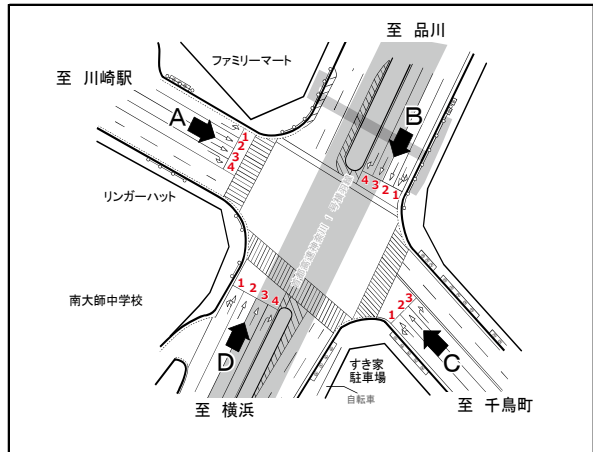 至 品川
ファミリーマート
至 川崎駅
A
B
1
2
3
4
4 3 2 1
リンガーハット
南大師中学校
1 2 3 4
1 2 3
D
C
すき家
駐車場
自転車
至 横浜
至 千鳥町